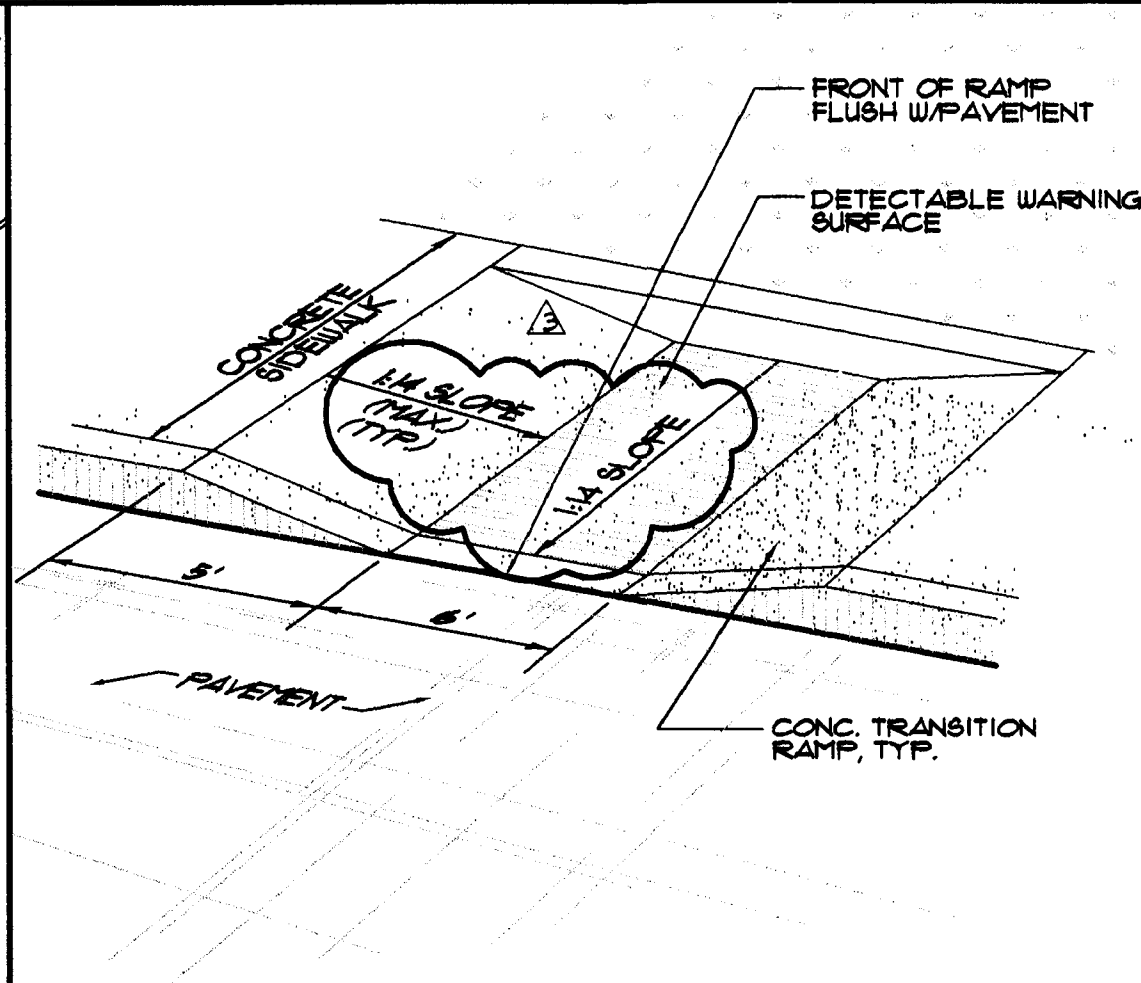 FRONT OF RAMP
FLUSH W/PAVEMENT
DETECTABLE WARNING
SURFACE
CONCRETE
SIDEWALK
3
1:14 SLOPE
(MAX.)
(TYP.)
1:14 SLOPE
5'
6'
PAVEMENT
CONC. TRANSITION
RAMP, TYP.